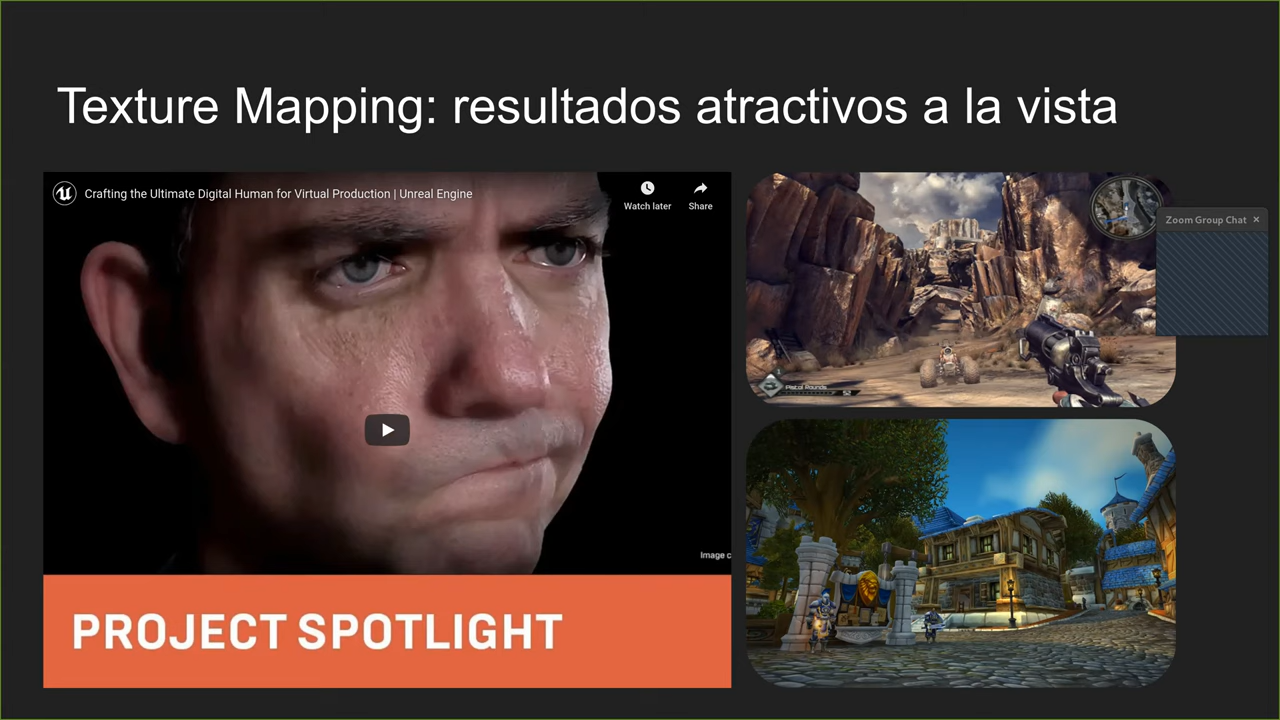 Texture Mapping: resultados atractivos a la vista
Crafting the Ultimate Digital Human for Virtual Production | Unreal Engine
Watch later
Share
Image c
PROJECT SPOTLIGHT
Pistol Rounds
Zoom Group Chat ×